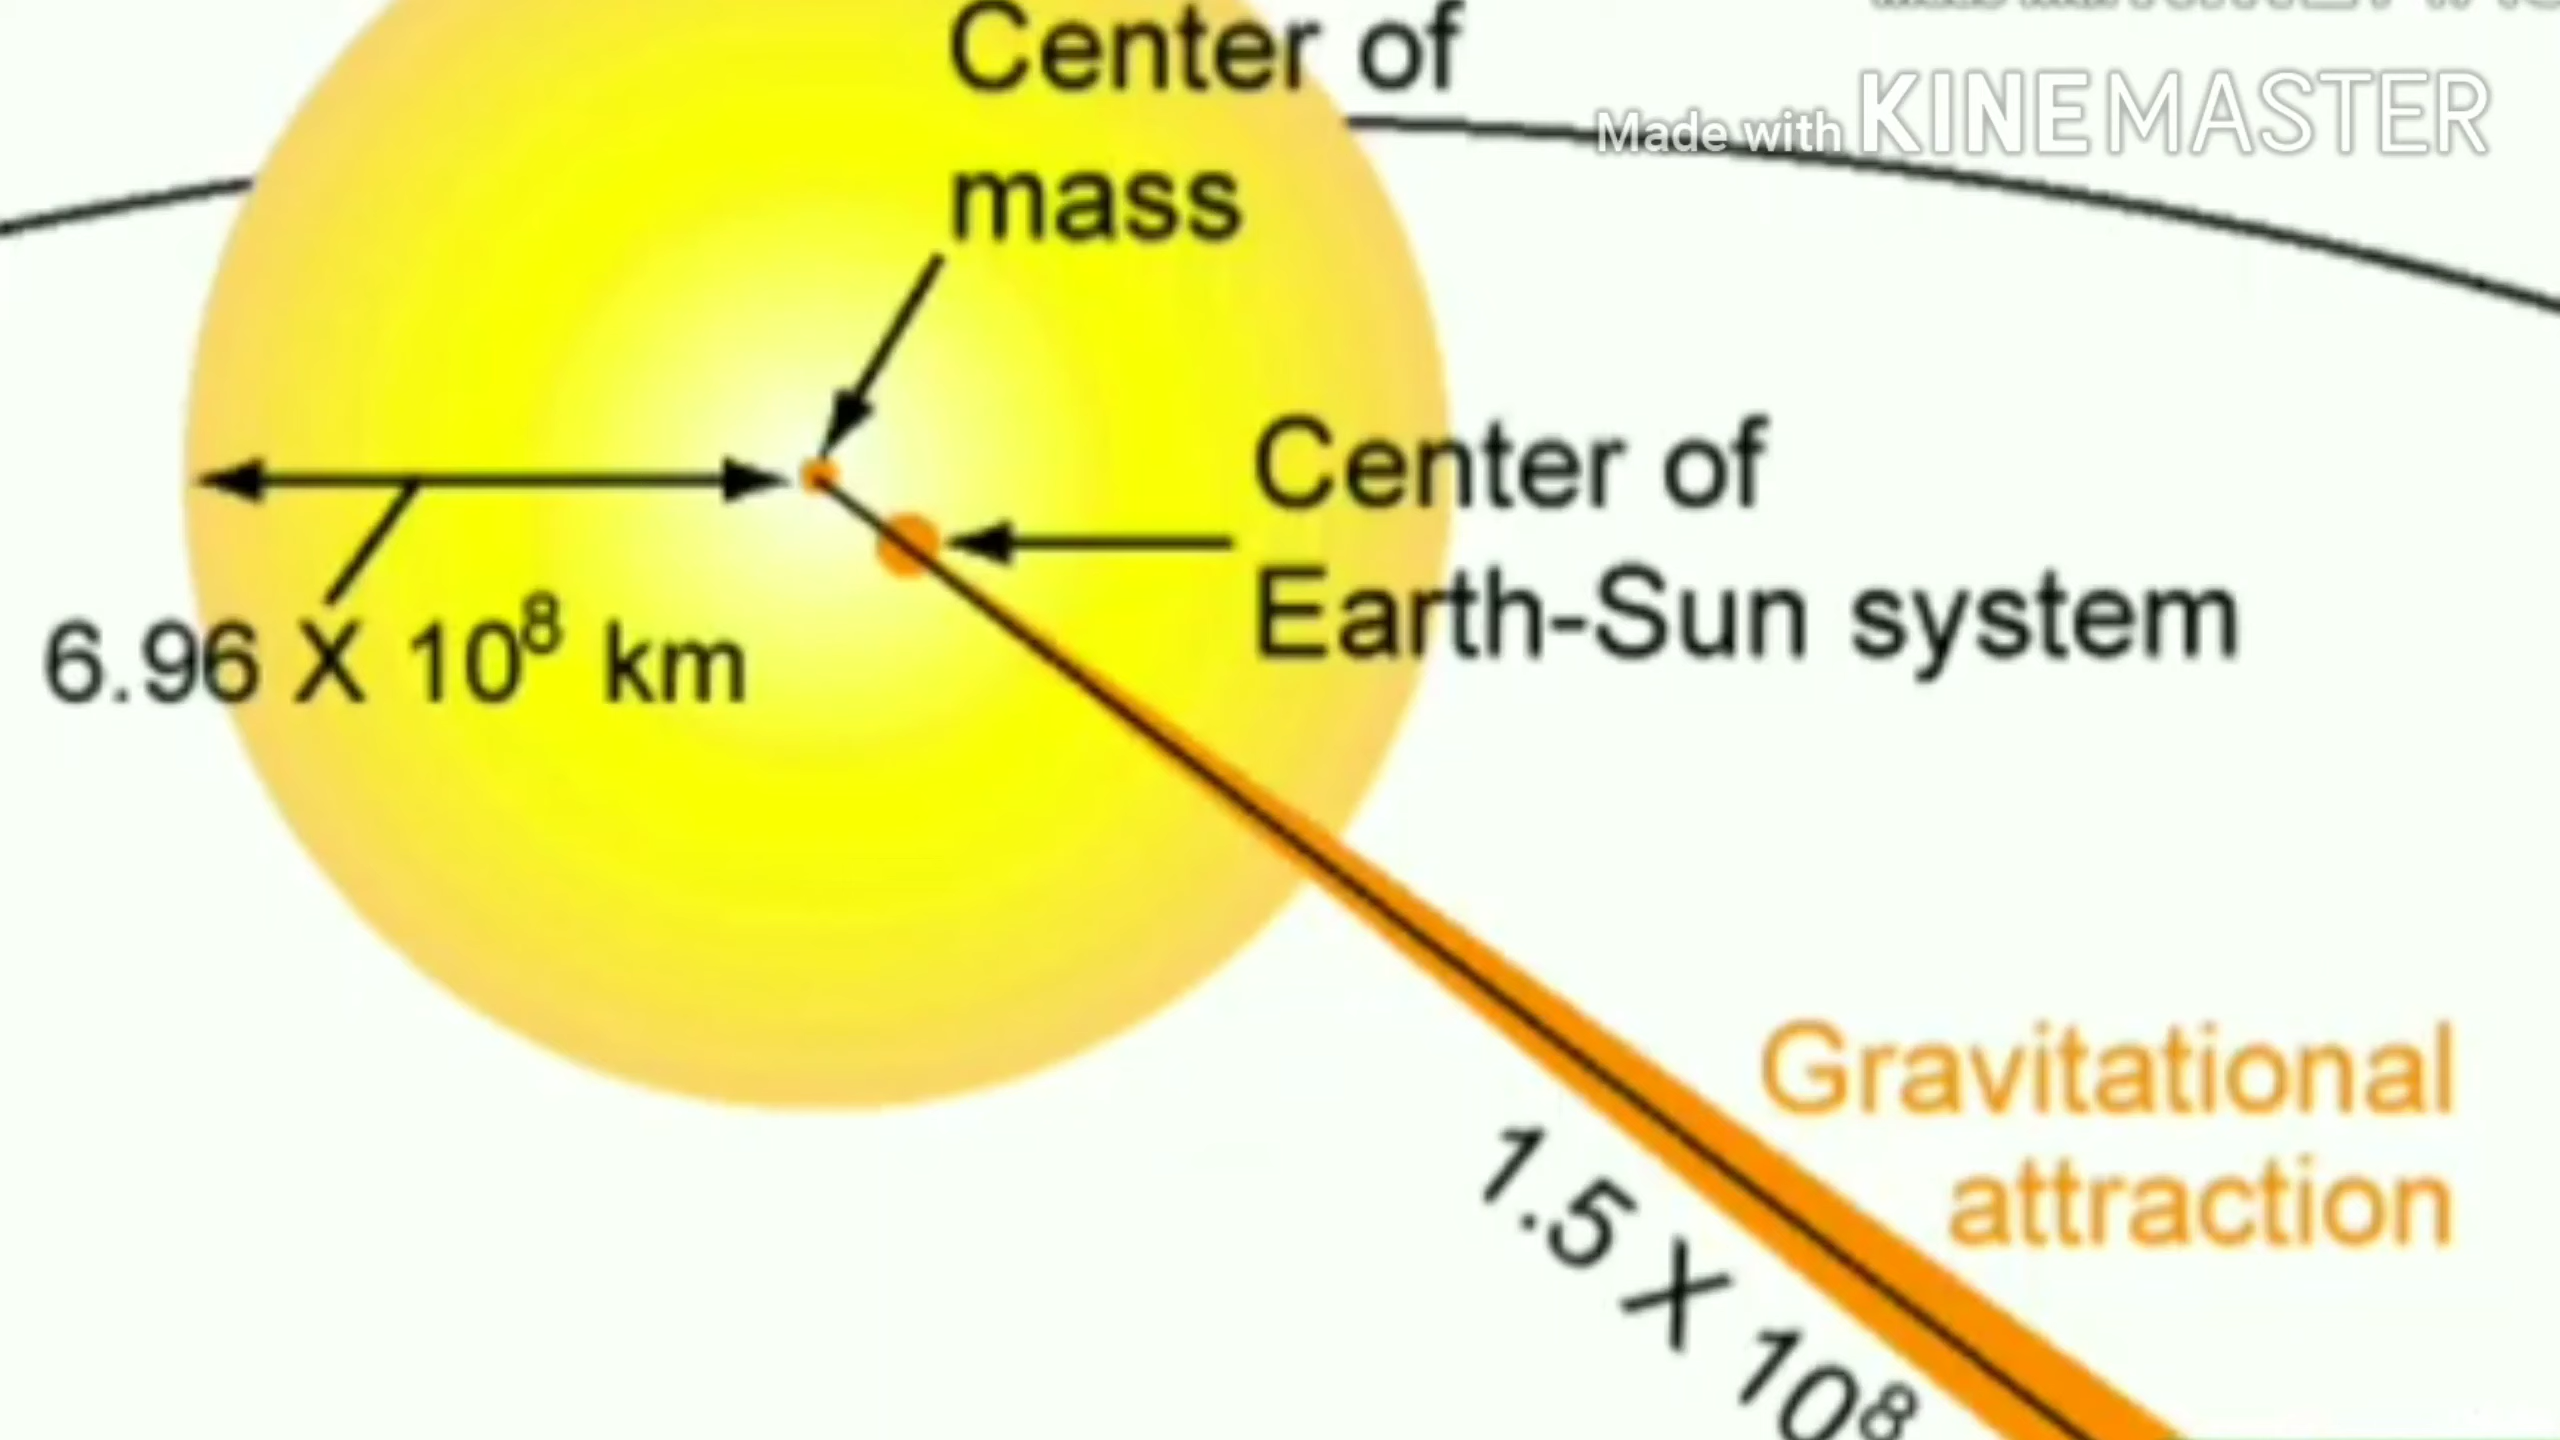 Center of
mass
Made with KINEMASTER
Center of
Earth-Sun system
6.96 X 10⁸ km
Gravitational
attraction
1.5 X 10⁸